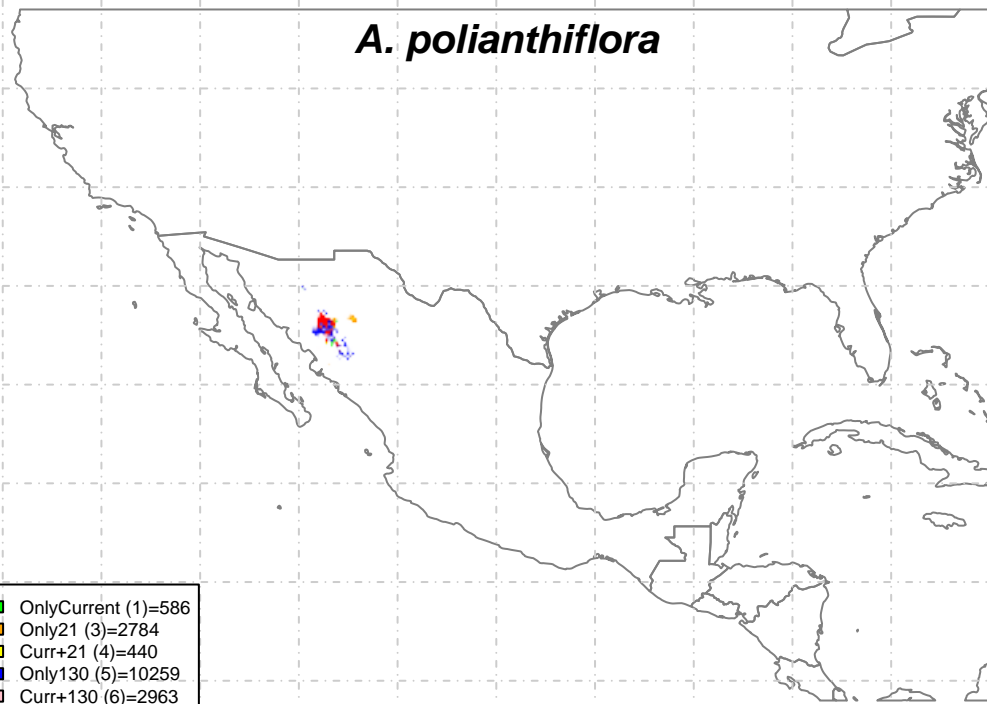 A. polianthiflora
OnlyCurrent (1)=586
Only21 (3)=2784
Curr+21 (4)=440
Only130 (5)=10259
Curr+130 (6)=2963